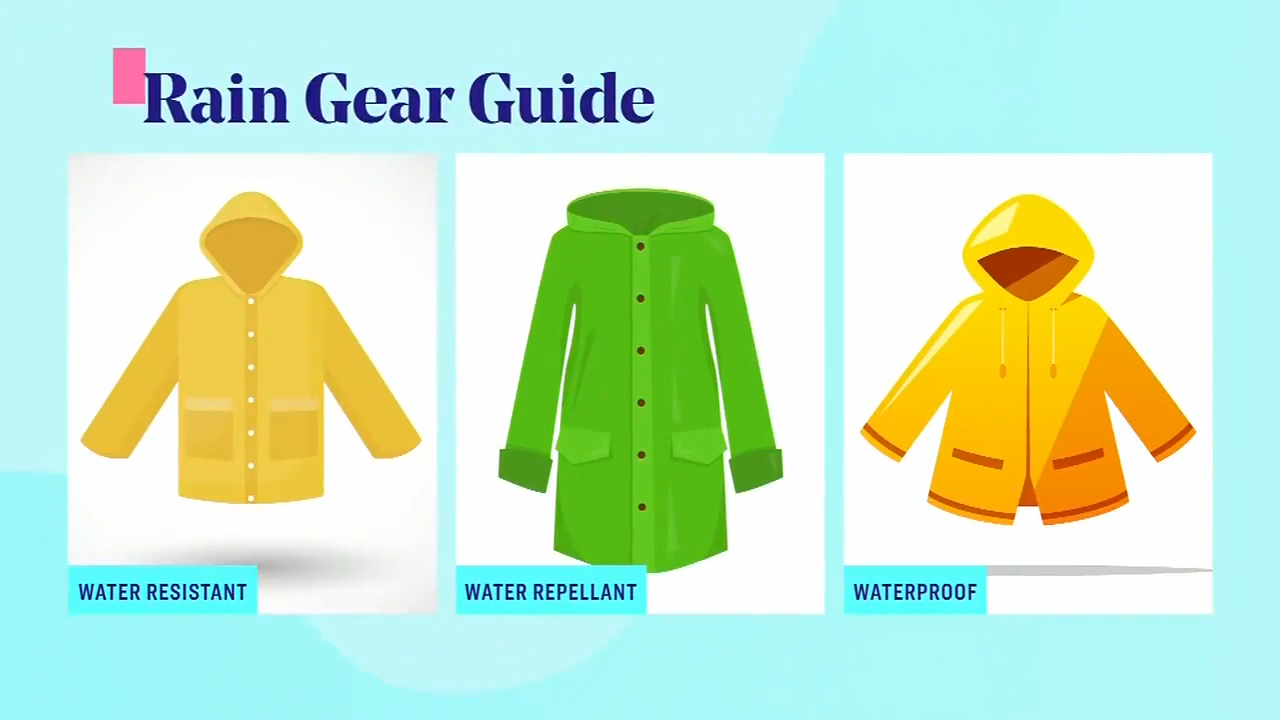 Rain Gear Guide
WATER RESISTANT
WATER REPELLANT
WATERPROOF